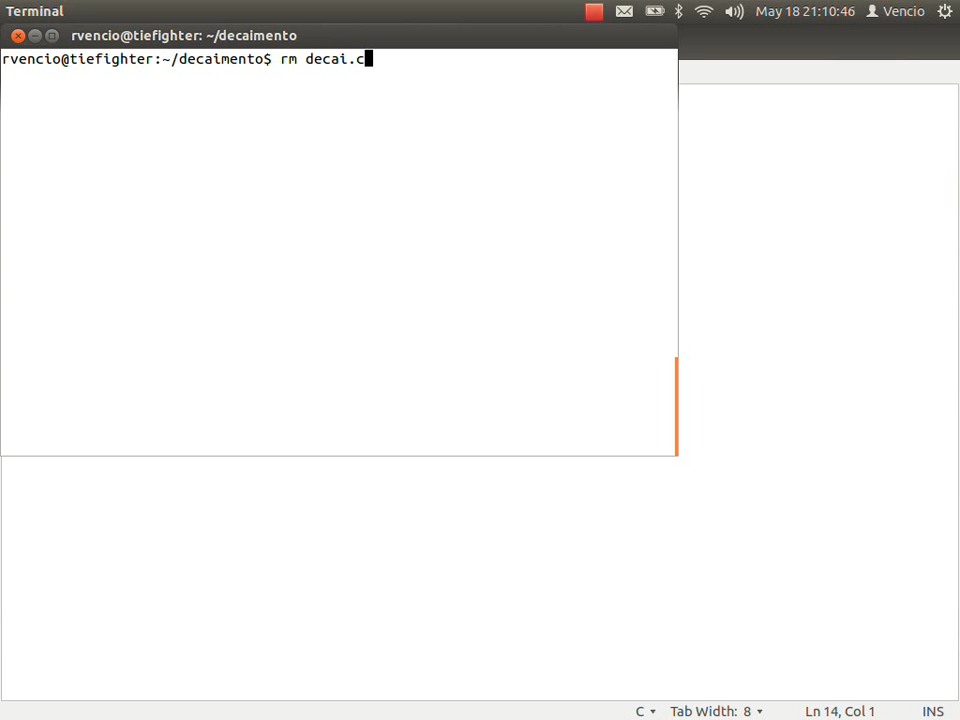 Terminal
May 18 21:10:46
Vencio
rvencio@tiefighter: ~/decaimento
rvencio@tiefighter:~/decaimento$ rm decai.c
C
Tab Width: 8
Ln 14, Col 1
INS